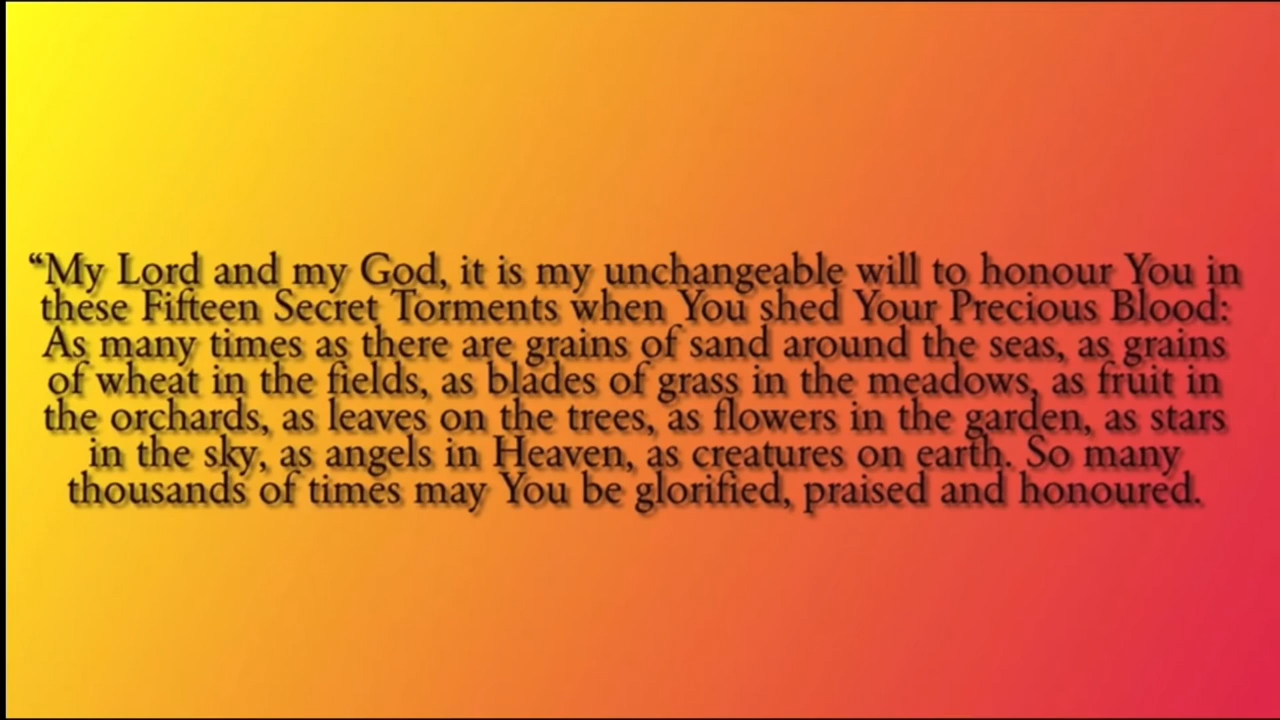 “My Lord and my God, it is my unchangeable will to honour You in
these Fifteen Secret Torments when You shed Your Precious Blood:
As many times as there are grains of sand around the seas, as grains
of wheat in the fields, as blades of grass in the meadows, as fruit in
the orchards, as leaves on the trees, as flowers in the garden, as stars
in the sky, as angels in Heaven, as creatures on earth. So many
thousands of times may You be glorified, praised and honoured.